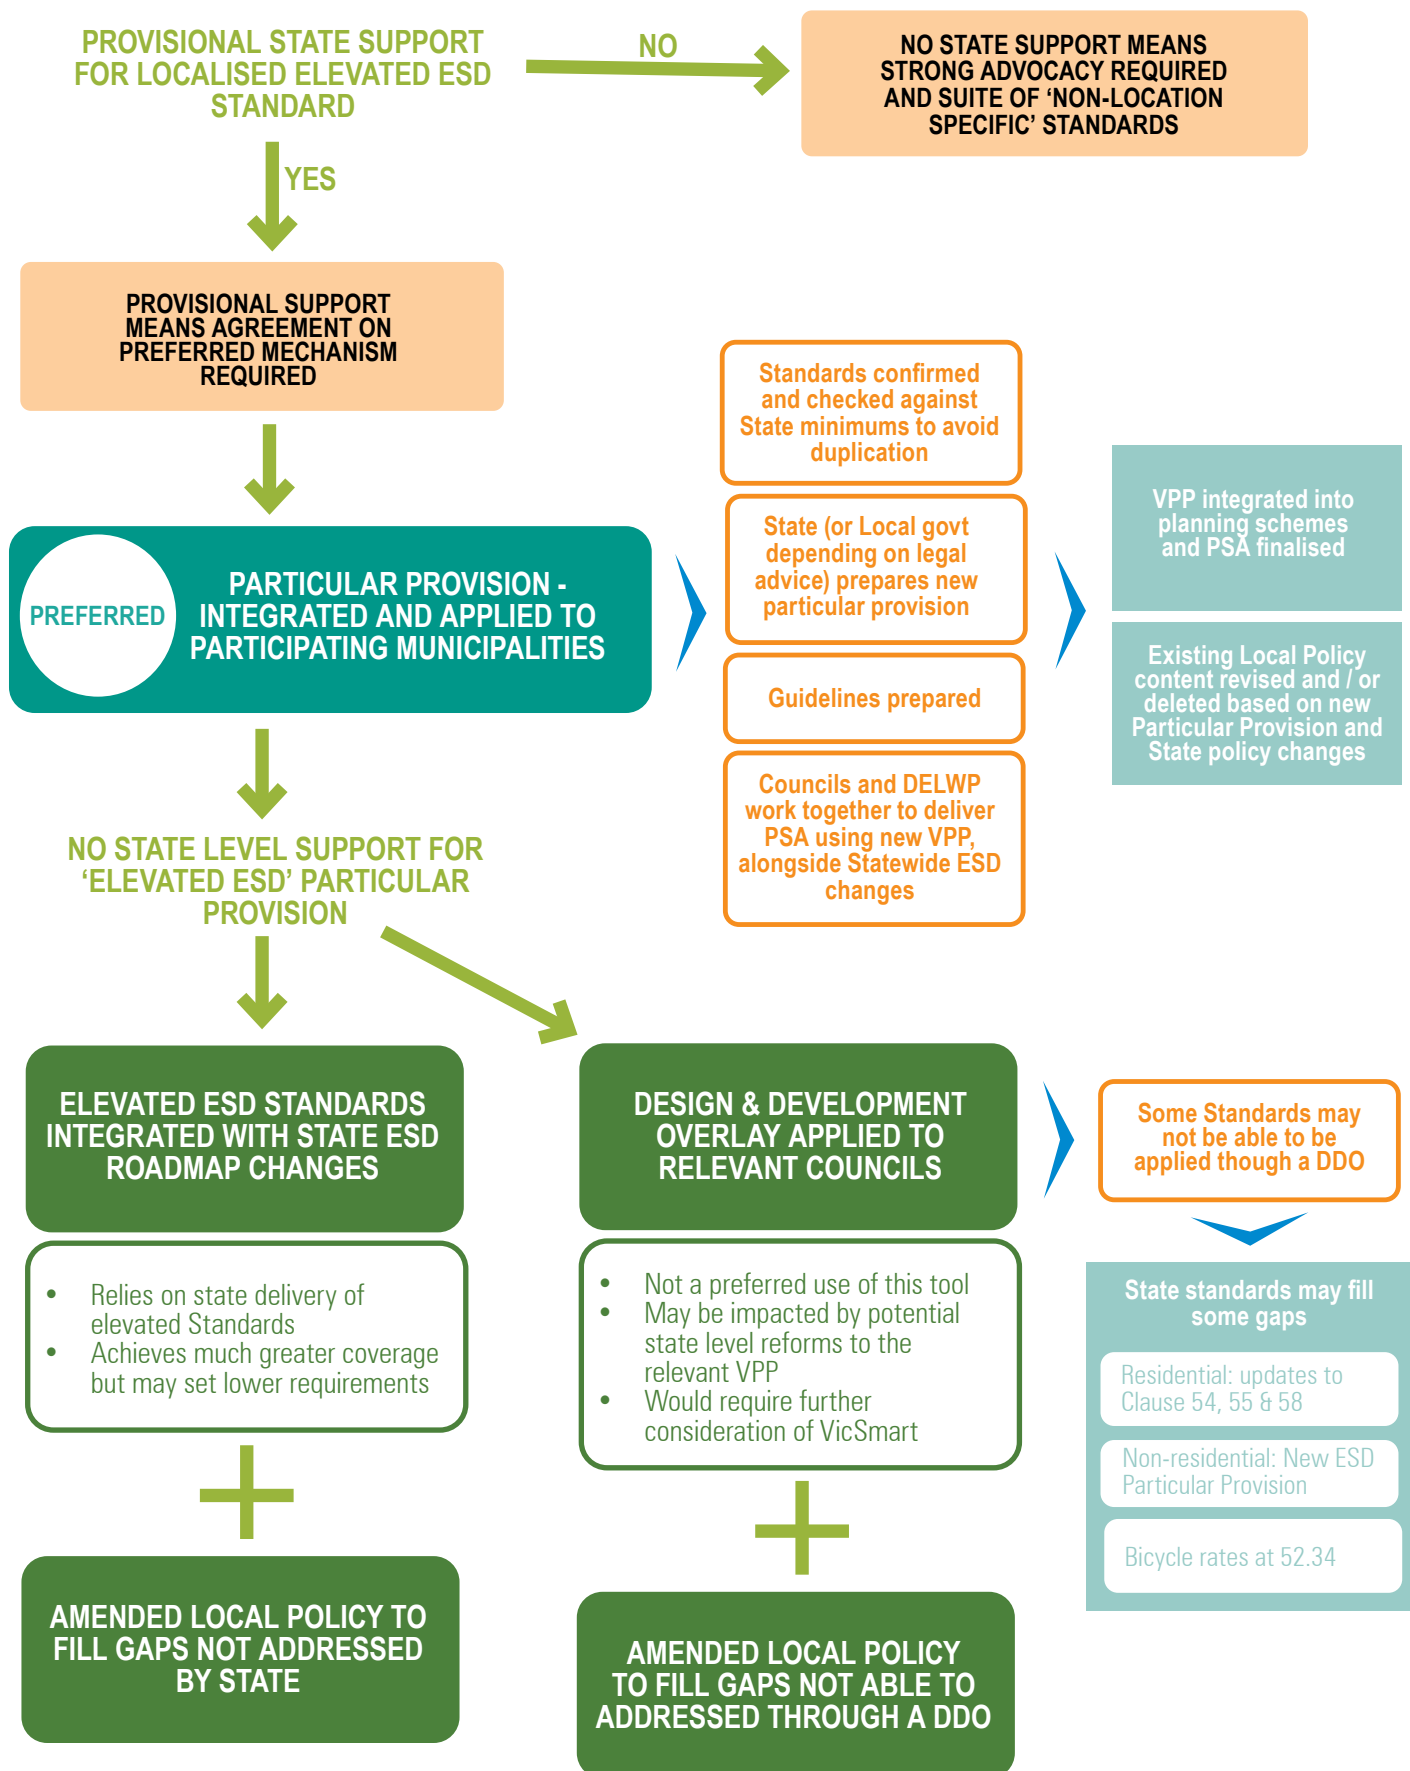 PROVISIONAL STATE SUPPORT
FOR LOCALISED ELEVATED ESD
STANDARD
NO
NO STATE SUPPORT MEANS
STRONG ADVOCACY REQUIRED
AND SUITE OF ‘NON-LOCATION
SPECIFIC’ STANDARDS
YES
PROVISIONAL SUPPORT
MEANS AGREEMENT ON
PREFERRED MECHANISM
REQUIRED
PREFERRED
PARTICULAR PROVISION -
INTEGRATED AND APPLIED TO
PARTICIPATING MUNICIPALITIES
Standards confirmed
and checked against
State minimums to avoid
duplication
State (or Local govt
depending on legal
advice) prepares new
particular provision
Guidelines prepared
Councils and DELWP
work together to deliver
PSA using new VPP,
alongside Statewide ESD
changes
VPP integrated into
planning schemes
and PSA finalised
Existing Local Policy
content revised and / or
deleted based on new
Particular Provision and
State policy changes
NO STATE LEVEL SUPPORT FOR
‘ELEVATED ESD’ PARTICULAR
PROVISION
ELEVATED ESD STANDARDS
INTEGRATED WITH STATE ESD
ROADMAP CHANGES
• Relies on state delivery of
elevated Standards
• Achieves much greater coverage
but may set lower requirements
AMENDED LOCAL POLICY TO
FILL GAPS NOT ADDRESSED
BY STATE
DESIGN & DEVELOPMENT
OVERLAY APPLIED TO
RELEVANT COUNCILS
• Not a preferred use of this tool
• May be impacted by potential
state level reforms to the
relevant VPP
• Would require further
consideration of VicSmart
AMENDED LOCAL POLICY
TO FILL GAPS NOT ABLE TO
ADDRESSED THROUGH A DDO
Some Standards may
not be able to be
applied though a DDO
State standards may fill
some gaps
Residential: updates to
Clause 54, 55 & 58
Non-residential: New ESD
Particular Provision
Bicycle rates at 52.34